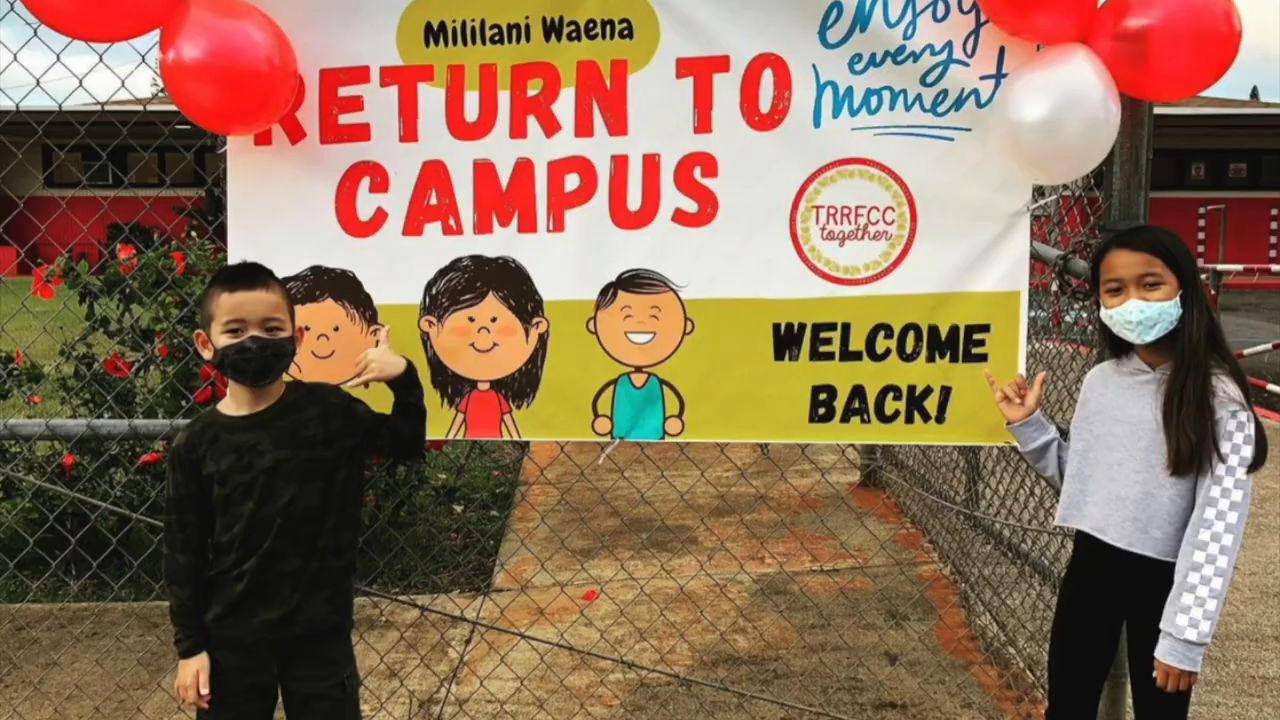 Mililani Waena
RETURN TO
CAMPUS
enjoy
every
moment
TRRFCC
together
WELCOME
BACK!